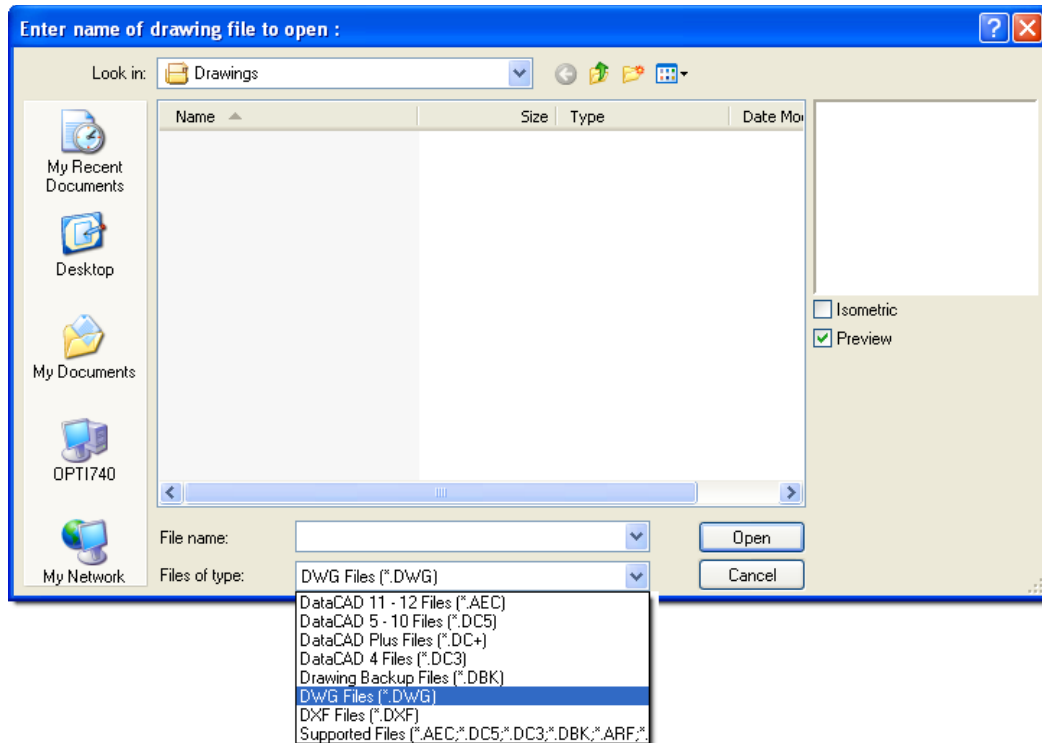 Enter name of drawing file to open :
Look in: Drawings
Name Size Type Date Mo
My Recent Documents
Desktop
My Documents
OPTI740
My Network
Isometric
Preview
File name: Open
Files of type: DWG Files (*.DWG) Cancel
DataCAD 11 - 12 Files (*.AEC)
DataCAD 5 - 10 Files (*.DC5)
DataCAD Plus Files (*.DC+)
DataCAD 4 Files (*.DC3)
Drawing Backup Files (*.DBK)
DWG Files (*.DWG)
DXF Files (*.DXF)
Supported Files (*.AEC;*.DC5;*.DC3;*.DBK;*.ARF;*.